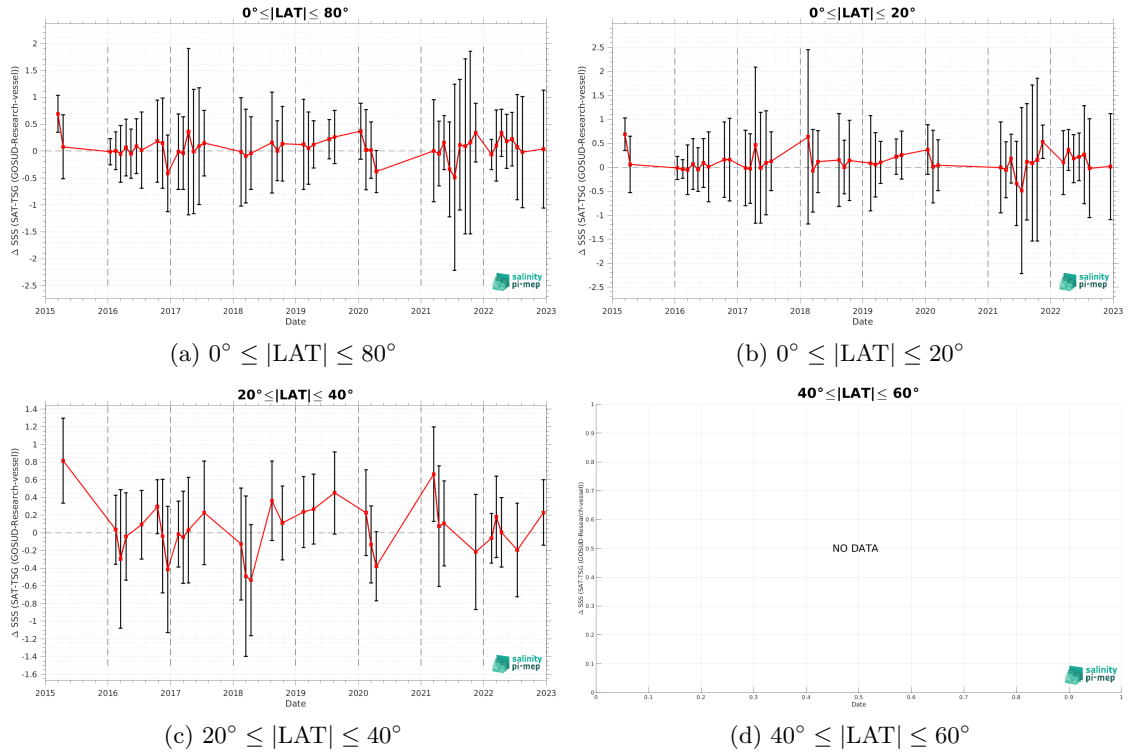 0°≤|LAT|≤ 80°
Δ SSS (SAT-TSG (GOSUD-Research-vessel))
2
1.5
1
0.5
0
-0.5
-1
-1.5
-2
-2.5
2015 2016 2017 2018 2019 2020 2021 2022 2023
Date
salinity
pi-mep
(a) 0° ≤ |LAT| ≤ 80°
0°≤|LAT|≤ 20°
Δ SSS (SAT-TSG (GOSUD-Research-vessel))
2.5
2
1.5
1
0.5
0
-0.5
-1
-1.5
-2
-2.5
2015 2016 2017 2018 2019 2020 2021 2022 2023
Date
salinity
pi-mep
(b) 0° ≤ |LAT| ≤ 20°
20°≤|LAT|≤ 40°
Δ SSS (SAT-TSG (GOSUD-Research-vessel))
1.4
1.2
1
0.8
0.6
0.4
0.2
0
-0.2
-0.4
-0.6
-0.8
-1
-1.2
-1.4
-1.6
2015 2016 2017 2018 2019 2020 2021 2022 2023
Date
salinity
pi-mep
(c) 20° ≤ |LAT| ≤ 40°
40°≤|LAT|≤ 60°
Δ SSS (SAT-TSG (GOSUD-Research-vessel))
1
0.9
0.8
0.7
0.6
0.5
0.4
0.3
0.2
0.1
0
NO DATA
0 0.1 0.2 0.3 0.4 0.5 0.6 0.7 0.8 0.9 1
Date
salinity
pi-mep
(d) 40° ≤ |LAT| ≤ 60°